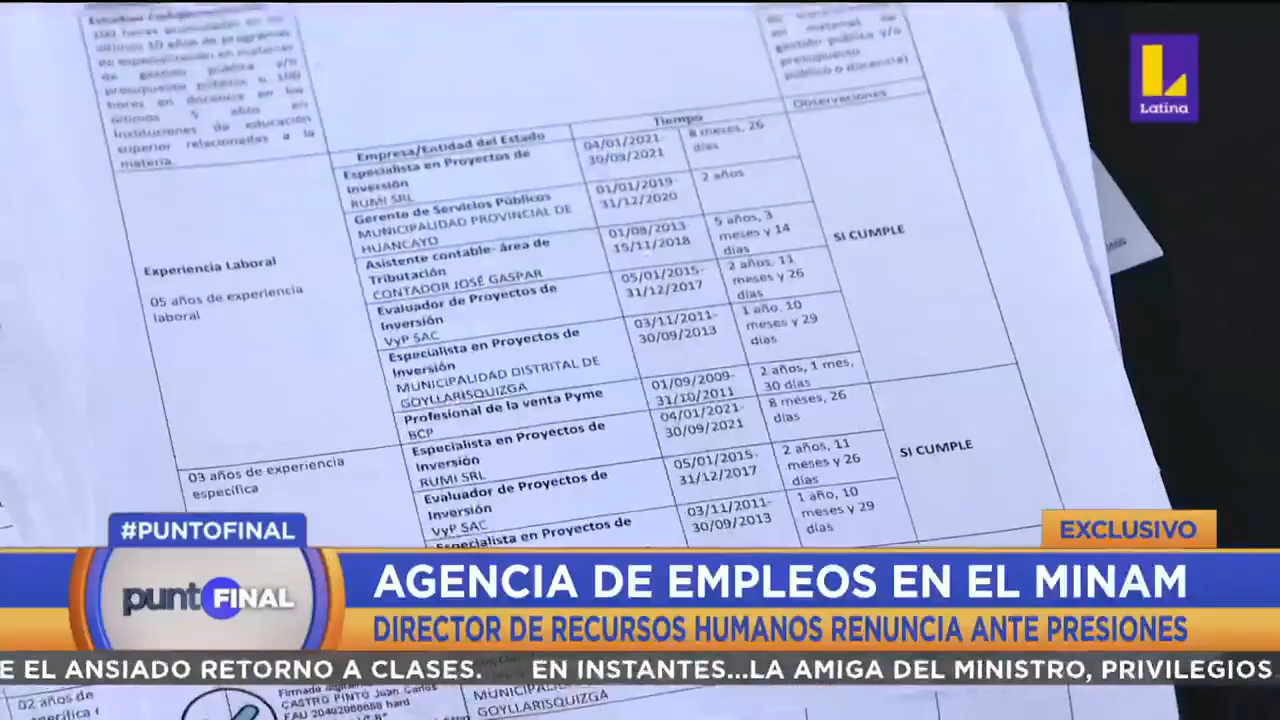 100 horas acumuladas en los
últimos 10 años de programas
de especialización en materias
de gestión pública y/o
presupuesto público o 100
horas en docencia en los
últimos 5 años en
instituciones de educación
superior relacionadas a la
materia.
en materias de
gestión pública y/o
presupuesto
público o docencia)
Latina
Empresa/Entidad del Estado
Tiempo
Observaciones
Experiencia Laboral
05 años de experiencia
laboral
Especialista en Proyectos de
Inversión
RUMI SRL
04/01/2021-
30/09/2021
8 meses, 26
días
Gerente de Servicios Públicos
MUNICIPALIDAD PROVINCIAL DE
HUANCAYO
01/01/2019-
31/12/2020
2 años
Asistente contable- área de
Tributación
CONTADOR JOSÉ GASPAR
01/08/2013-
15/11/2018
5 años, 3
meses y 14
días
Evaluador de Proyectos de
Inversión
VyP SAC
05/01/2015-
31/12/2017
2 años, 11
meses y 26
días
Especialista en Proyectos de
Inversión
MUNICIPALIDAD DISTRITAL DE
GOYLLARISQUIZGA
03/11/2011-
30/09/2013
1 año, 10
meses y 29
días
Profesional de la venta Pyme
BCP
01/09/2009-
31/10/2011
2 años, 1 mes,
30 días
SI CUMPLE
03 años de experiencia
específica
Especialista en Proyectos de
Inversión
RUMI SRL
04/01/2021-
30/09/2021
8 meses, 26
días
Evaluador de Proyectos de
Inversión
VyP SAC
05/01/2015-
31/12/2017
2 años, 11
meses y 26
días
Especialista en Proyectos de
03/11/2011-
30/09/2013
1 año, 10
meses y 29
días
SI CUMPLE
#PUNTOFINAL
punto FINAL
EXCLUSIVO
AGENCIA DE EMPLEOS EN EL MINAM
DIRECTOR DE RECURSOS HUMANOS RENUNCIA ANTE PRESIONES
E EL ANSIADO RETORNO A CLASES. EN INSTANTES...LA AMIGA DEL MINISTRO, PRIVILEGIOS
02 años de
CASTRO PINTO Juan Carlos
hard
GOYLLARISQUIZGA